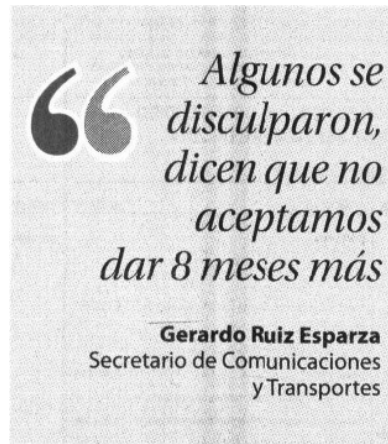 “
Algunos se
disculparon,
dicen que no
aceptamos
dar 8 meses más
Gerardo Ruiz Esparza
Secretario de Comunicaciones
y Transportes